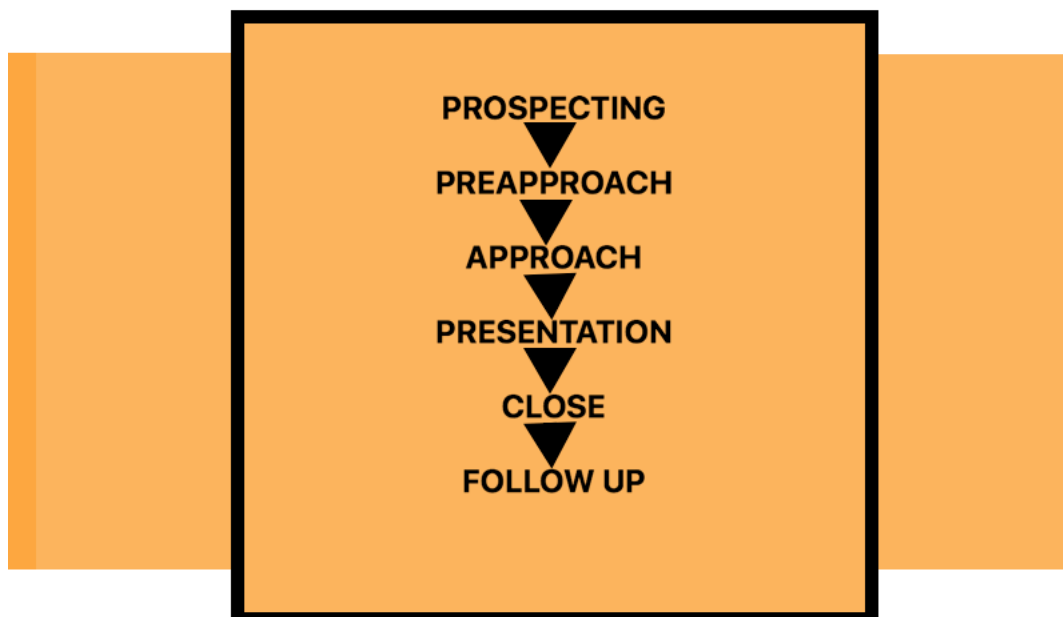 PROSPECTING
PREAPPROACH
APPROACH
PRESENTATION
CLOSE
FOLLOW UP